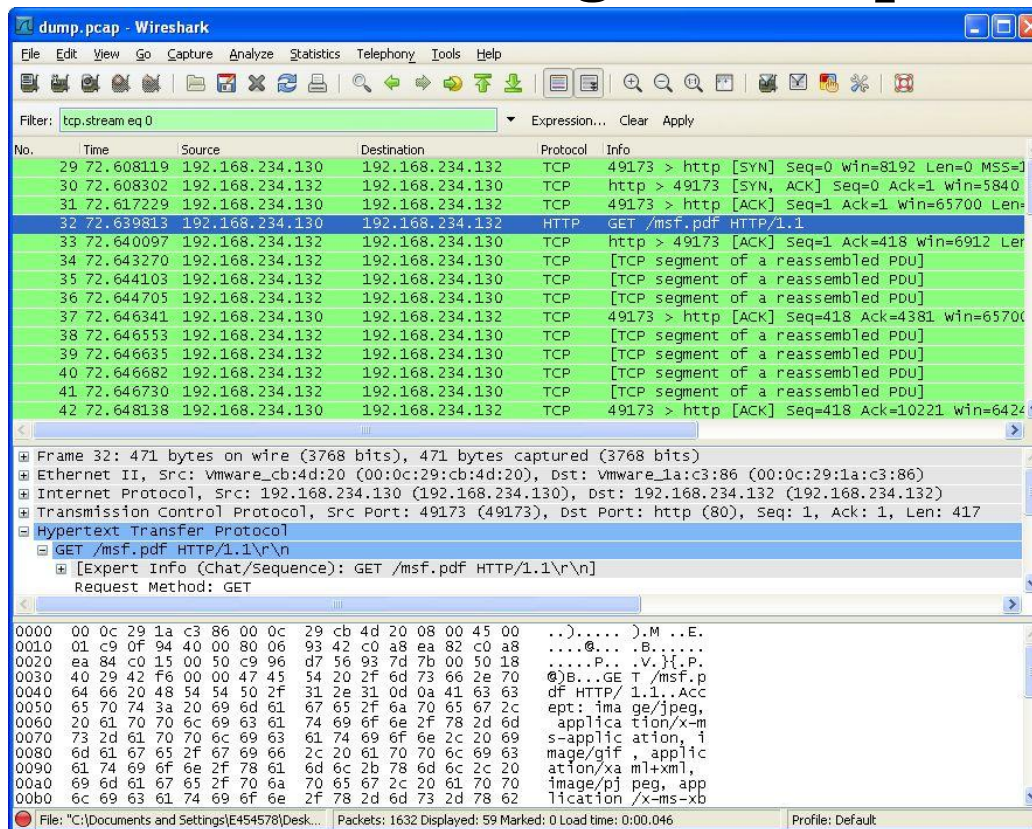 dump.pcap - Wireshark
File Edit View Go Capture Analyze Statistics Telephony Tools Help
Filter: tcp.stream eq 0 Expression... Clear Apply
No. Time Source Destination Protocol Info
29 72.608119 192.168.234.130 192.168.234.132 TCP 49173 > http [SYN] Seq=0 Win=8192 Len=0 MSS=1
30 72.608302 192.168.234.132 192.168.234.130 TCP http > 49173 [SYN, ACK] Seq=0 Ack=1 Win=5840
31 72.617229 192.168.234.130 192.168.234.132 TCP 49173 > http [ACK] Seq=1 Ack=1 Win=65700 Len=
32 72.639813 192.168.234.130 192.168.234.132 HTTP GET /msf.pdf HTTP/1.1
33 72.640097 192.168.234.132 192.168.234.130 TCP http > 49173 [ACK] Seq=1 Ack=418 Win=6912 Len
34 72.643270 192.168.234.132 192.168.234.130 TCP [TCP segment of a reassembled PDU]
35 72.644103 192.168.234.132 192.168.234.130 TCP [TCP segment of a reassembled PDU]
36 72.644705 192.168.234.132 192.168.234.130 TCP [TCP segment of a reassembled PDU]
37 72.646341 192.168.234.130 192.168.234.132 TCP 49173 > http [ACK] Seq=418 Ack=4381 Win=65700
38 72.646553 192.168.234.132 192.168.234.130 TCP [TCP segment of a reassembled PDU]
39 72.646635 192.168.234.132 192.168.234.130 TCP [TCP segment of a reassembled PDU]
40 72.646682 192.168.234.132 192.168.234.130 TCP [TCP segment of a reassembled PDU]
41 72.646730 192.168.234.132 192.168.234.130 TCP [TCP segment of a reassembled PDU]
42 72.648138 192.168.234.130 192.168.234.132 TCP 49173 > http [ACK] Seq=418 Ack=10221 Win=6424
Frame 32: 471 bytes on wire (3768 bits), 471 bytes captured (3768 bits)
Ethernet II, Src: Vmware_cb:4d:20 (00:0c:29:cb:4d:20), Dst: Vmware_1a:c3:86 (00:0c:29:1a:c3:86)
Internet Protocol, Src: 192.168.234.130 (192.168.234.130), Dst: 192.168.234.132 (192.168.234.132)
Transmission Control Protocol, Src Port: 49173 (49173), Dst Port: http (80), Seq: 1, Ack: 1, Len: 417
Hypertext Transfer Protocol
GET /msf.pdf HTTP/1.1\r\n
[Expert Info (Chat/Sequence): GET /msf.pdf HTTP/1.1\r\n]
Request Method: GET
0000 00 0c 29 1a c3 86 00 0c 29 cb 4d 20 08 00 45 00 ..)..... ).M ..E.
0010 01 c9 0f 94 40 00 80 06 93 42 c0 a8 ea 82 c0 a8 ....@... .B......
0020 ea 84 c0 15 00 50 c9 96 d7 56 93 7d 7b 00 50 18 .....P.. .V.}{.P.
0030 40 29 42 f6 00 00 47 45 54 20 2f 6d 73 66 2e 70 @)B...GE T /msf.p
0040 64 66 20 48 54 54 50 2f 31 2e 31 0d 0a 41 63 63 df HTTP/ 1.1..Acc
0050 65 70 74 3a 20 69 6d 61 67 65 2f 6a 70 65 67 2c ept: ima ge/jpeg,
0060 20 61 70 70 6c 69 63 61 74 69 6f 6e 2f 78 2d 6d applica tion/x-m
0070 73 2d 61 70 70 6c 69 63 61 74 69 6f 6e 2c 20 69 s-applic ation, i
0080 6d 61 67 65 2f 67 69 66 2c 20 61 70 70 6c 69 63 mage/gif , applic
0090 61 74 69 6f 6e 2f 78 61 6d 6c 2b 78 6d 6c 2c 20 ation/xa ml+xml,
00a0 69 6d 61 67 65 2f 70 6a 70 65 67 2c 20 61 70 70 image/pj peg, app
00b0 6c 69 63 61 74 69 6f 6e 2f 78 2d 6d 73 2d 78 62 lication /x-ms-xb
File: "C:\Documents and Settings\E454578\Desk... Packets: 1632 Displayed: 59 Marked: 0 Load time: 0:00.046 Profile: Default